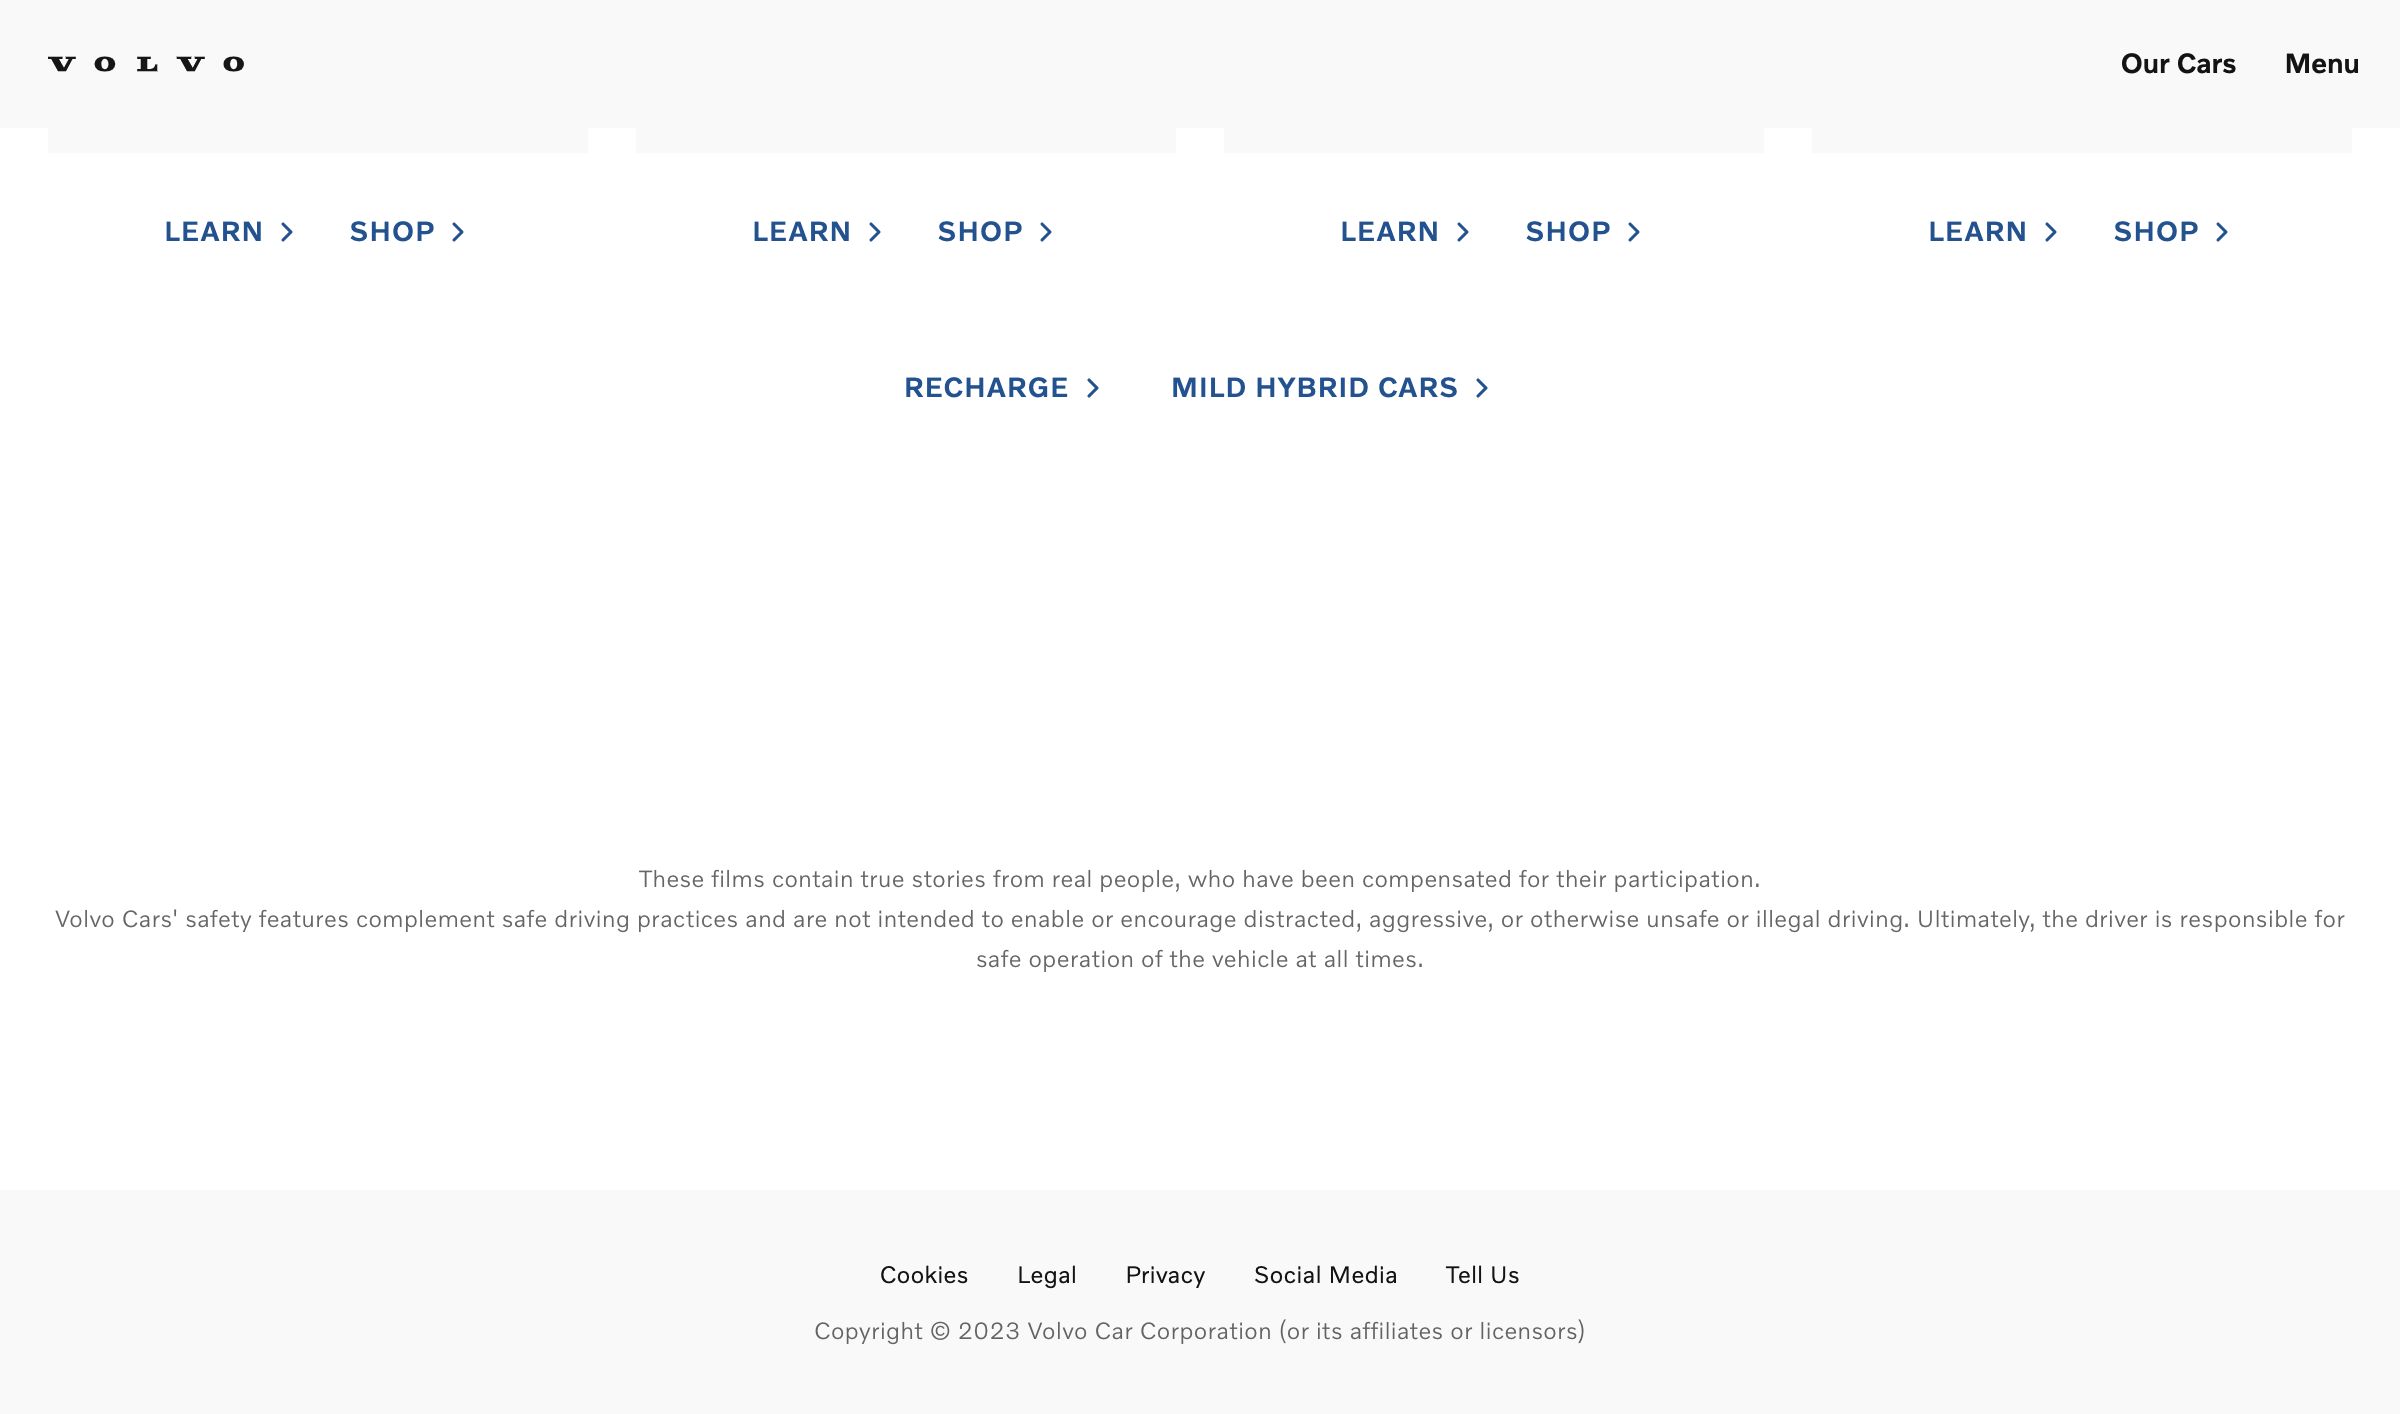 VOLVO
Our Cars Menu
LEARN SHOP LEARN SHOP LEARN SHOP LEARN SHOP
RECHARGE MILD HYBRID CARS
These films contain true stories from real people, who have been compensated for their participation.
Volvo Cars' safety features complement safe driving practices and are not intended to enable or encourage distracted, aggressive, or otherwise unsafe or illegal driving. Ultimately, the driver is responsible for
safe operation of the vehicle at all times.
Cookies Legal Privacy Social Media Tell Us
Copyright © 2023 Volvo Car Corporation (or its affiliates or licensors)